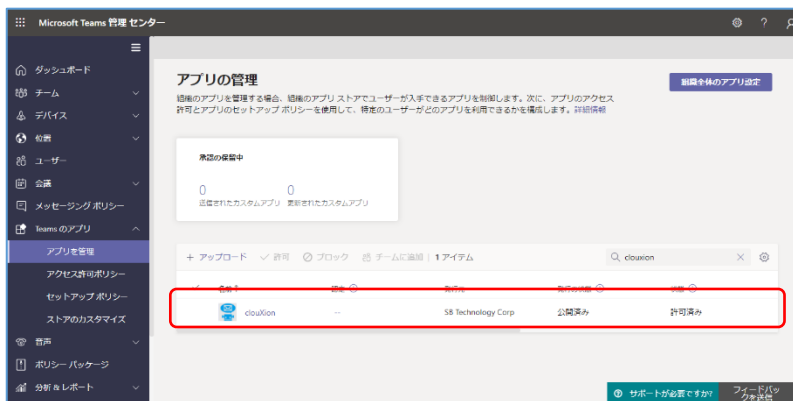 Microsoft Teams 管理センター
?
ダッシュボード
チーム
デバイス
位置
ユーザー
会議
メッセージング ポリシー
Teams のアプリ
アプリを管理
アクセス許可ポリシー
セットアップ ポリシー
ストアのカスタマイズ
音声
ポリシー パッケージ
分析 & レポート
アプリの管理
組織全体のアプリ設定
組織のアプリを管理する場合、組織のアプリ ストアでユーザーが入手できるアプリを制御します。次に、アプリのアクセス
許可とアプリのセットアップ ポリシーを使用して、特定のユーザーがどのアプリを利用できるかを構成します。詳細情報
承認の保留中
0 0
送信されたカスタムアプリ 更新されたカスタムアプリ
+ アップロード 許可 ブロック チームに追加 | 1 アイテム clouxion
名前 認定 発行元 発行の状態 状態
clouXion -- SB Technology Corp 公開済み 許可済み
サポートが必要ですか?
フィードバッ
クを送信